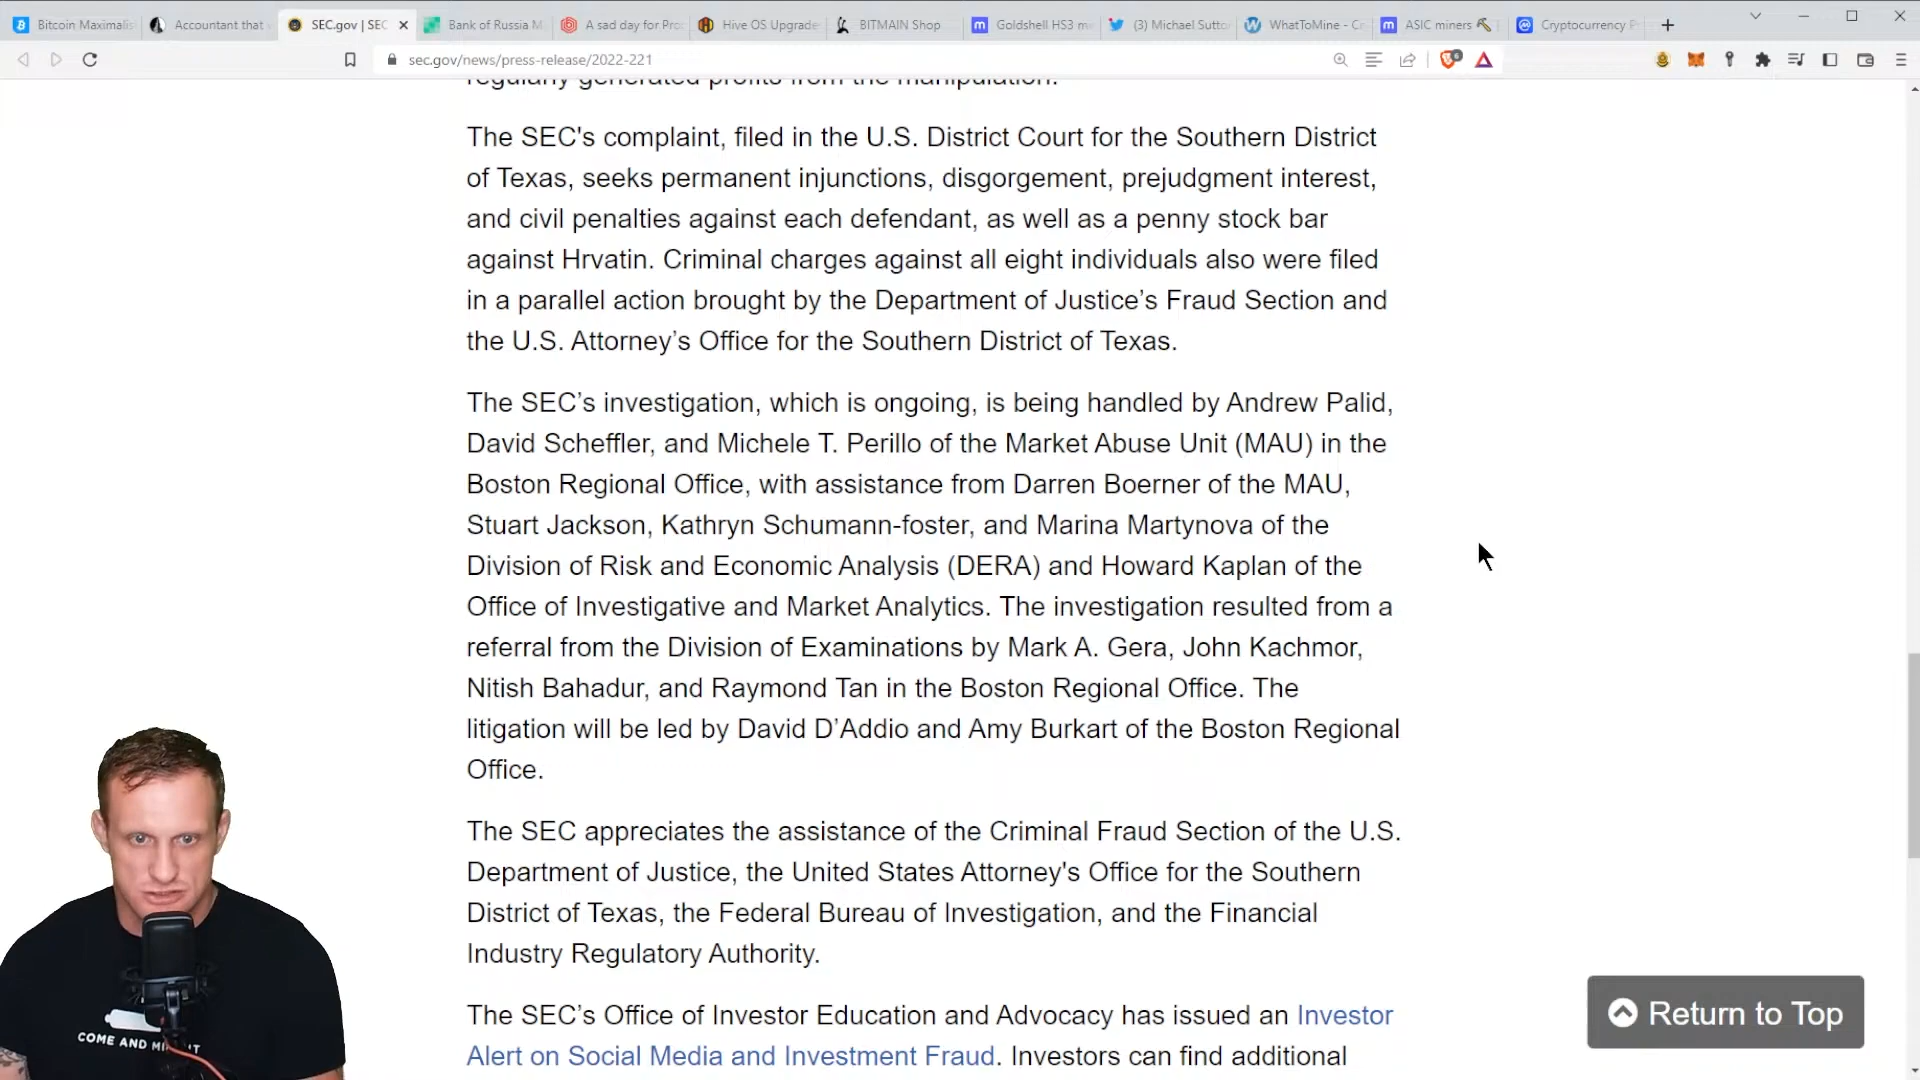 Bitcoin Maximalis
Accountant that
SEC.gov | SEC
Bank of Russia M
A sad day for Pro
Hive OS Upgrade
BITMAIN Shop
Goldshell HS3 m
(3) Michael Sutto
WhatToMine - Cr
ASIC miners
Cryptocurrency P
sec.gov/news/press-release/2022-221
regularly generated profits from the manipulation.
The SEC's complaint, filed in the U.S. District Court for the Southern District
of Texas, seeks permanent injunctions, disgorgement, prejudgment interest,
and civil penalties against each defendant, as well as a penny stock bar
against Hrvatin. Criminal charges against all eight individuals also were filed
in a parallel action brought by the Department of Justice’s Fraud Section and
the U.S. Attorney’s Office for the Southern District of Texas.
The SEC’s investigation, which is ongoing, is being handled by Andrew Palid,
David Scheffler, and Michele T. Perillo of the Market Abuse Unit (MAU) in the
Boston Regional Office, with assistance from Darren Boerner of the MAU,
Stuart Jackson, Kathryn Schumann-foster, and Marina Martynova of the
Division of Risk and Economic Analysis (DERA) and Howard Kaplan of the
Office of Investigative and Market Analytics. The investigation resulted from a
referral from the Division of Examinations by Mark A. Gera, John Kachmor,
Nitish Bahadur, and Raymond Tan in the Boston Regional Office. The
litigation will be led by David D’Addio and Amy Burkart of the Boston Regional
Office.
The SEC appreciates the assistance of the Criminal Fraud Section of the U.S.
Department of Justice, the United States Attorney's Office for the Southern
District of Texas, the Federal Bureau of Investigation, and the Financial
Industry Regulatory Authority.
The SEC’s Office of Investor Education and Advocacy has issued an Investor
Alert on Social Media and Investment Fraud. Investors can find additional
Return to Top
COME AND